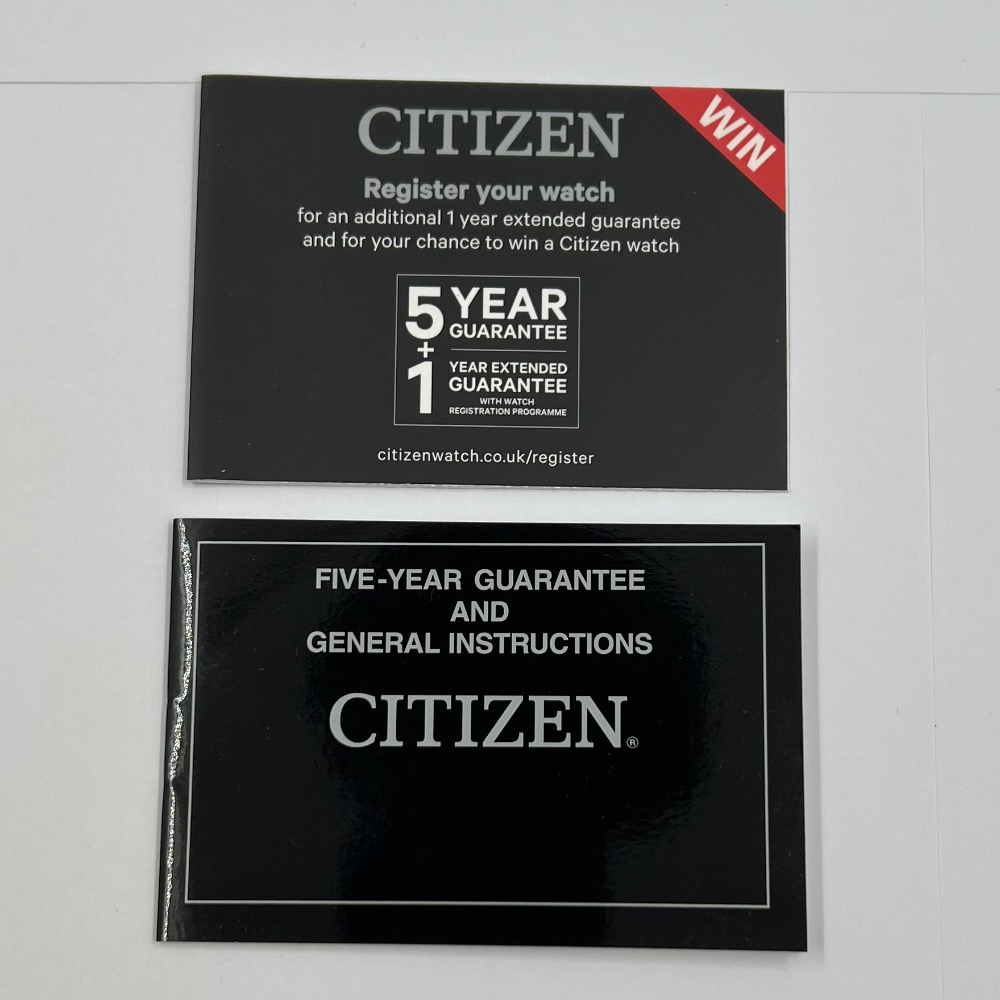 CITIZEN
WIN
Register your watch
for an additional 1 year extended guarantee
and for your chance to win a Citizen watch
5 YEAR
GUARANTEE
+
1 YEAR EXTENDED
GUARANTEE
WITH WATCH
REGISTRATION PROGRAMME
citizenwatch.co.uk/register
FIVE-YEAR GUARANTEE
AND
GENERAL INSTRUCTIONS
CITIZEN®